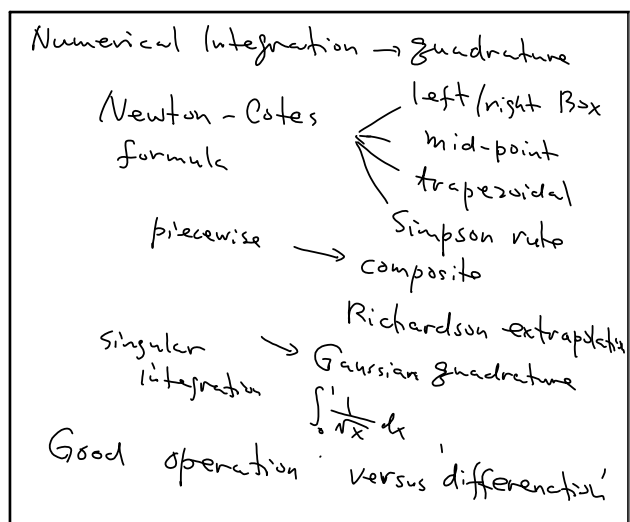 Numerical Integration → quadrature
left/right Box
Newton-Cotes
mid-point
formula
trapezoidal
Simpson rule
piecewise →
composite
Richardson extrapolation
singular → Gaussian quadrature
integration
∫₀¹ 1/√x dx
Good operation versus 'differenction'